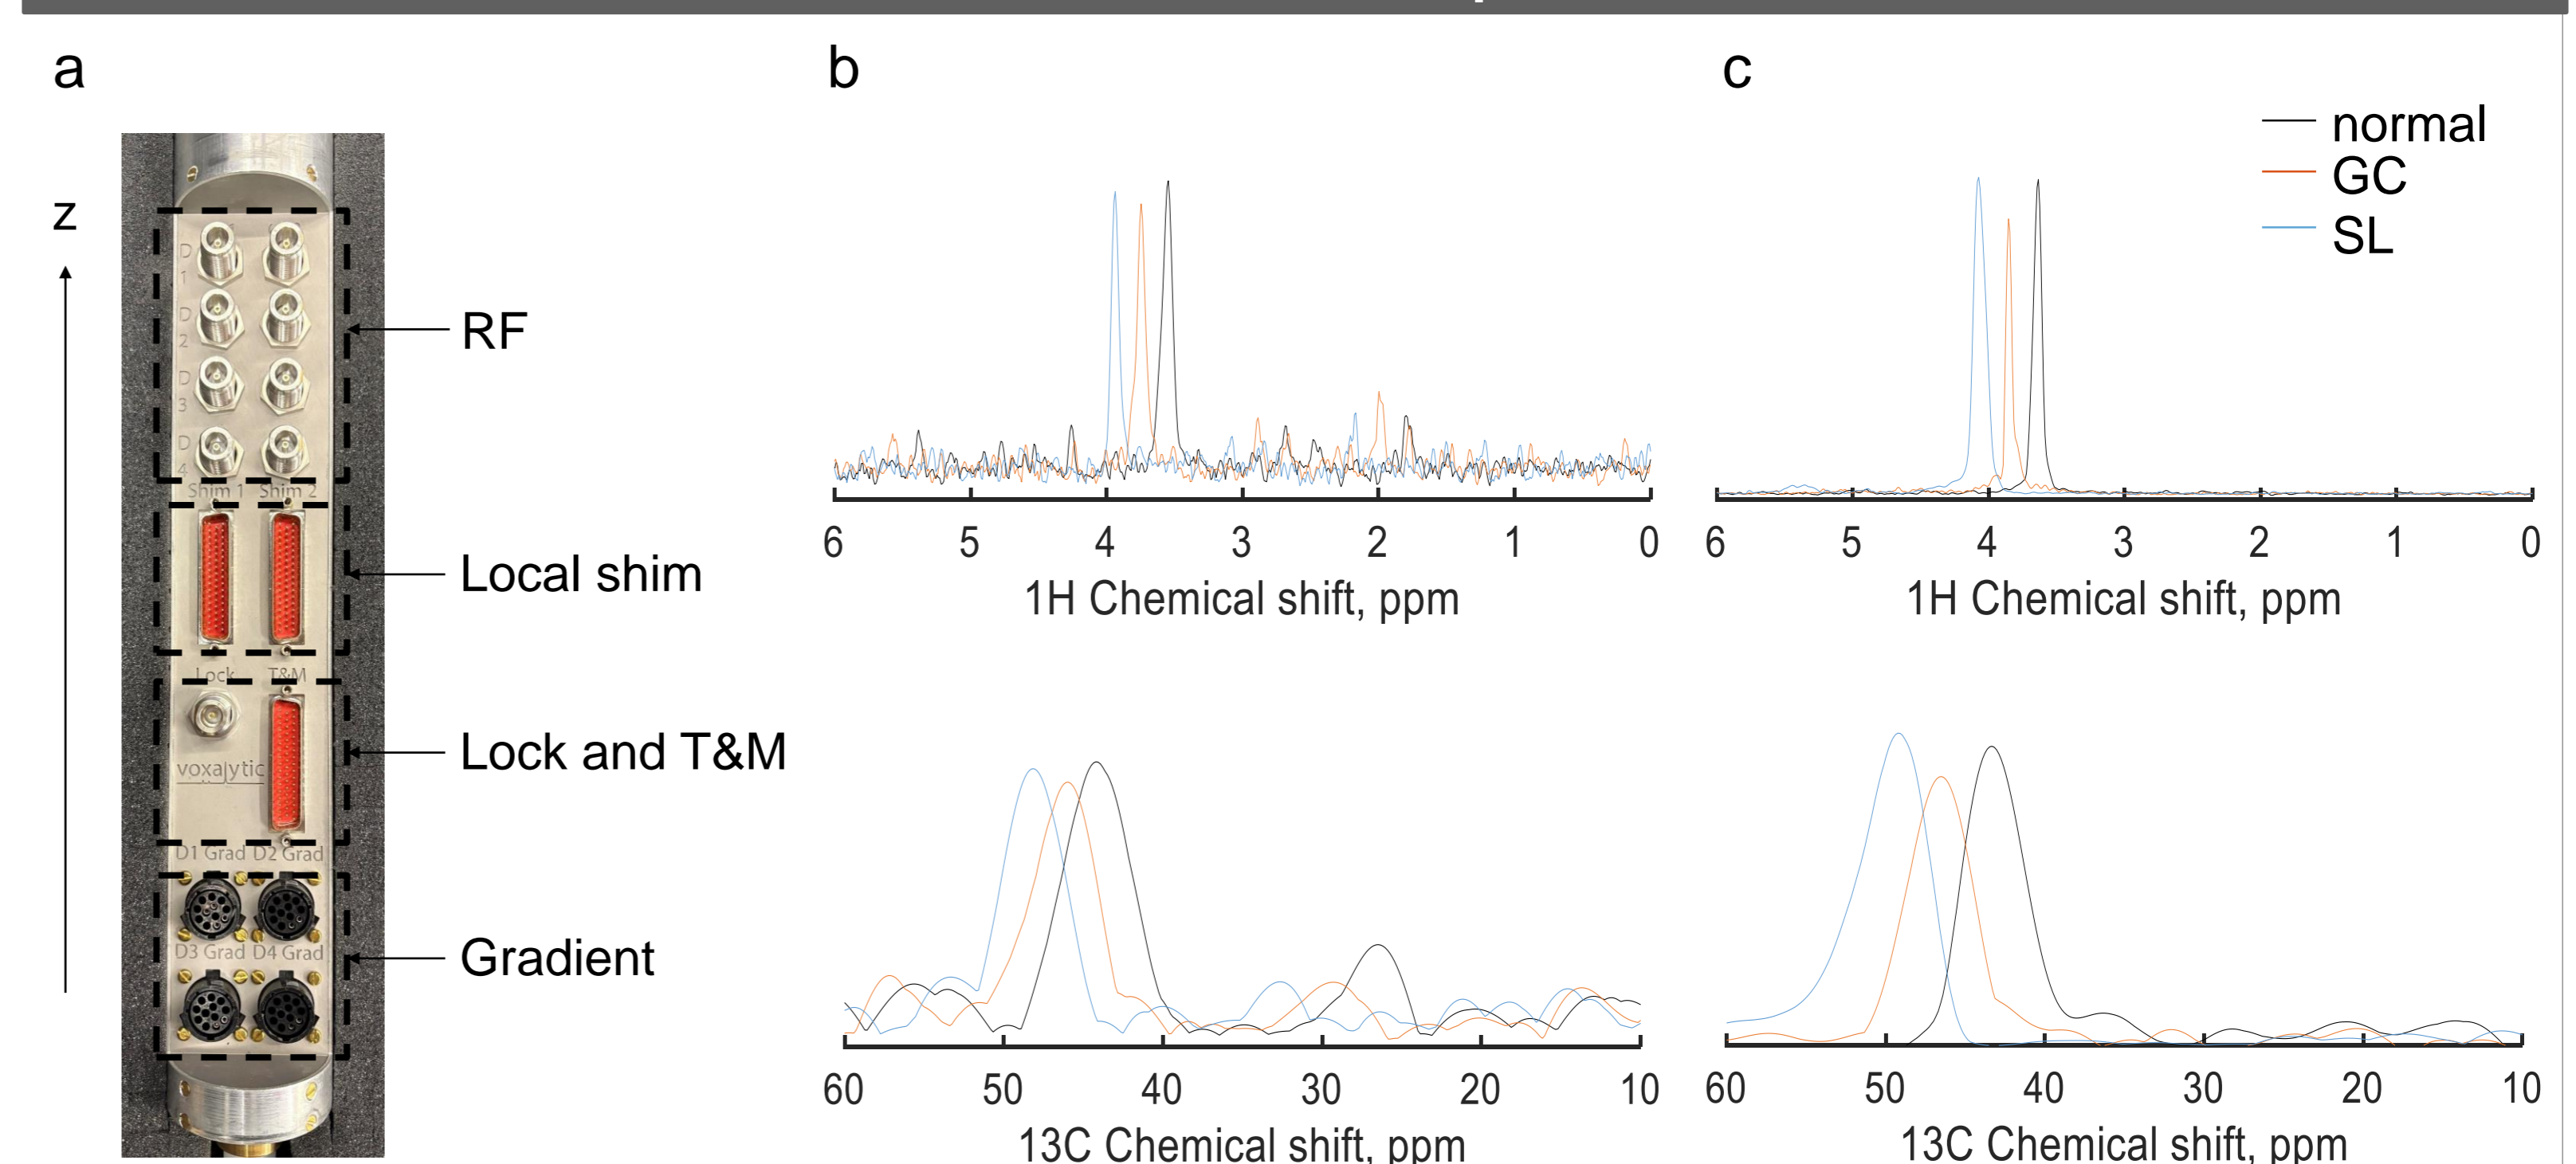 a
z
D
1
D
2
D
3
D
4
Shim 1 Shim 2
Lock T&M
voxalytic
D1 Grad D2 Grad
D3 Grad D4 Grad
RF
Local shim
Lock and T&M
Gradient
b
6 5 4 3 2 1 0
1H Chemical shift, ppm
60 50 40 30 20 10
13C Chemical shift, ppm
c
normal
GC
SL
6 5 4 3 2 1 0
1H Chemical shift, ppm
60 50 40 30 20 10
13C Chemical shift, ppm